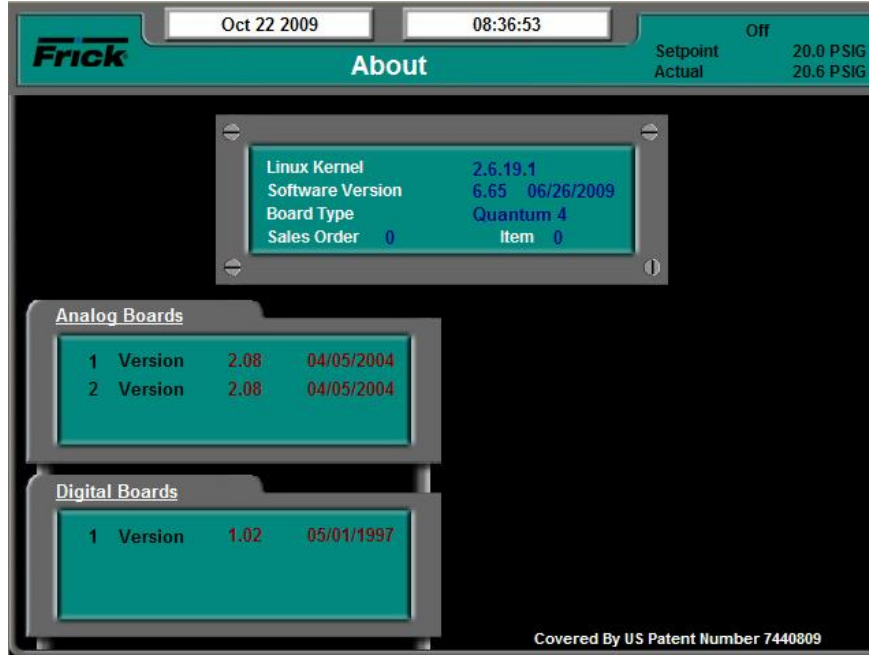 Oct 22 2009 08:36:53 Off
Frick
About
Setpoint 20.0 PSIG
Actual 20.6 PSIG
Linux Kernel 2.6.19.1
Software Version 6.65 06/26/2009
Board Type Quantum 4
Sales Order 0 Item 0
Analog Boards
1 Version 2.08 04/05/2004
2 Version 2.08 04/05/2004
Digital Boards
1 Version 1.02 05/01/1997
Covered By US Patent Number 7440809